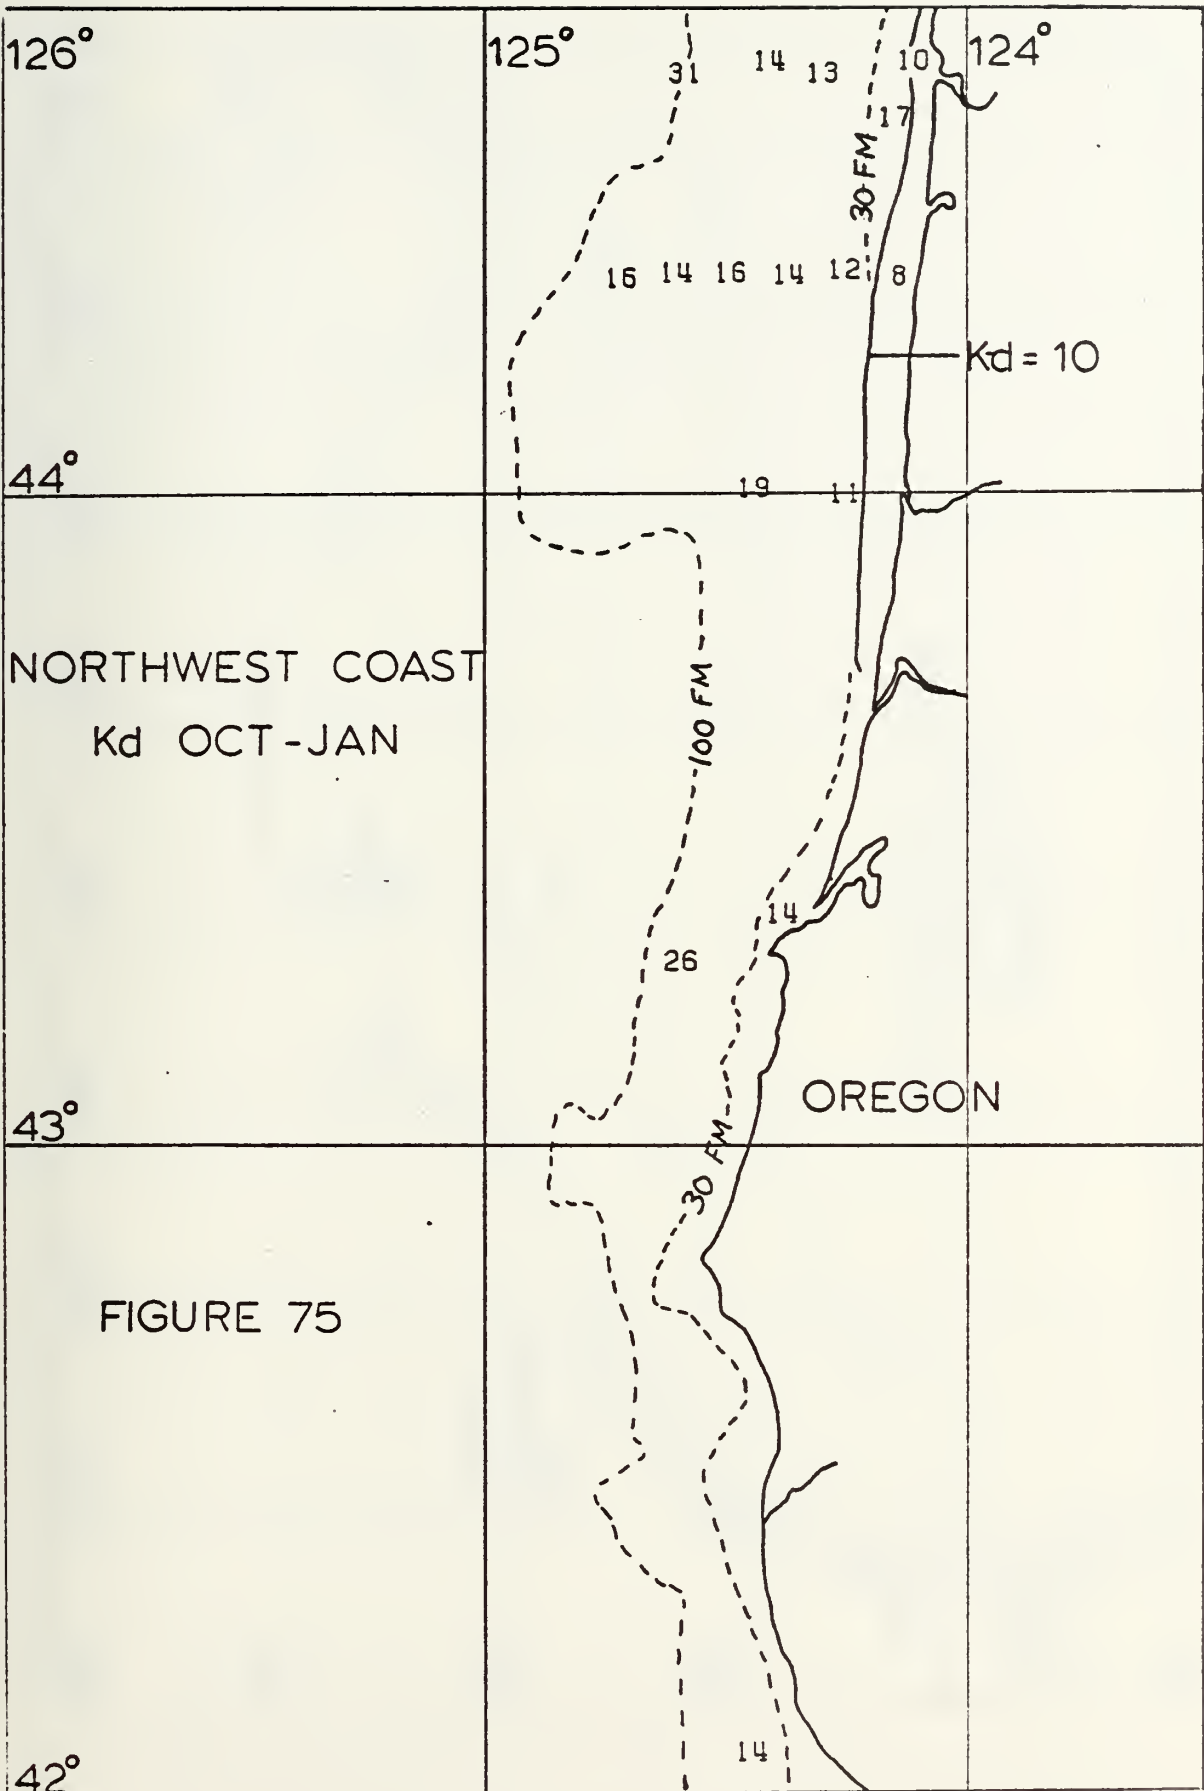 126° 125° 124°
31 14 13 10
17
30 FM
16 14 16 14 12 8
Kd = 10
44°
19 11
NORTHWEST COAST
Kd OCT-JAN
100 FM
14
26
OREGON
43°
30 FM
FIGURE 75
14
42°